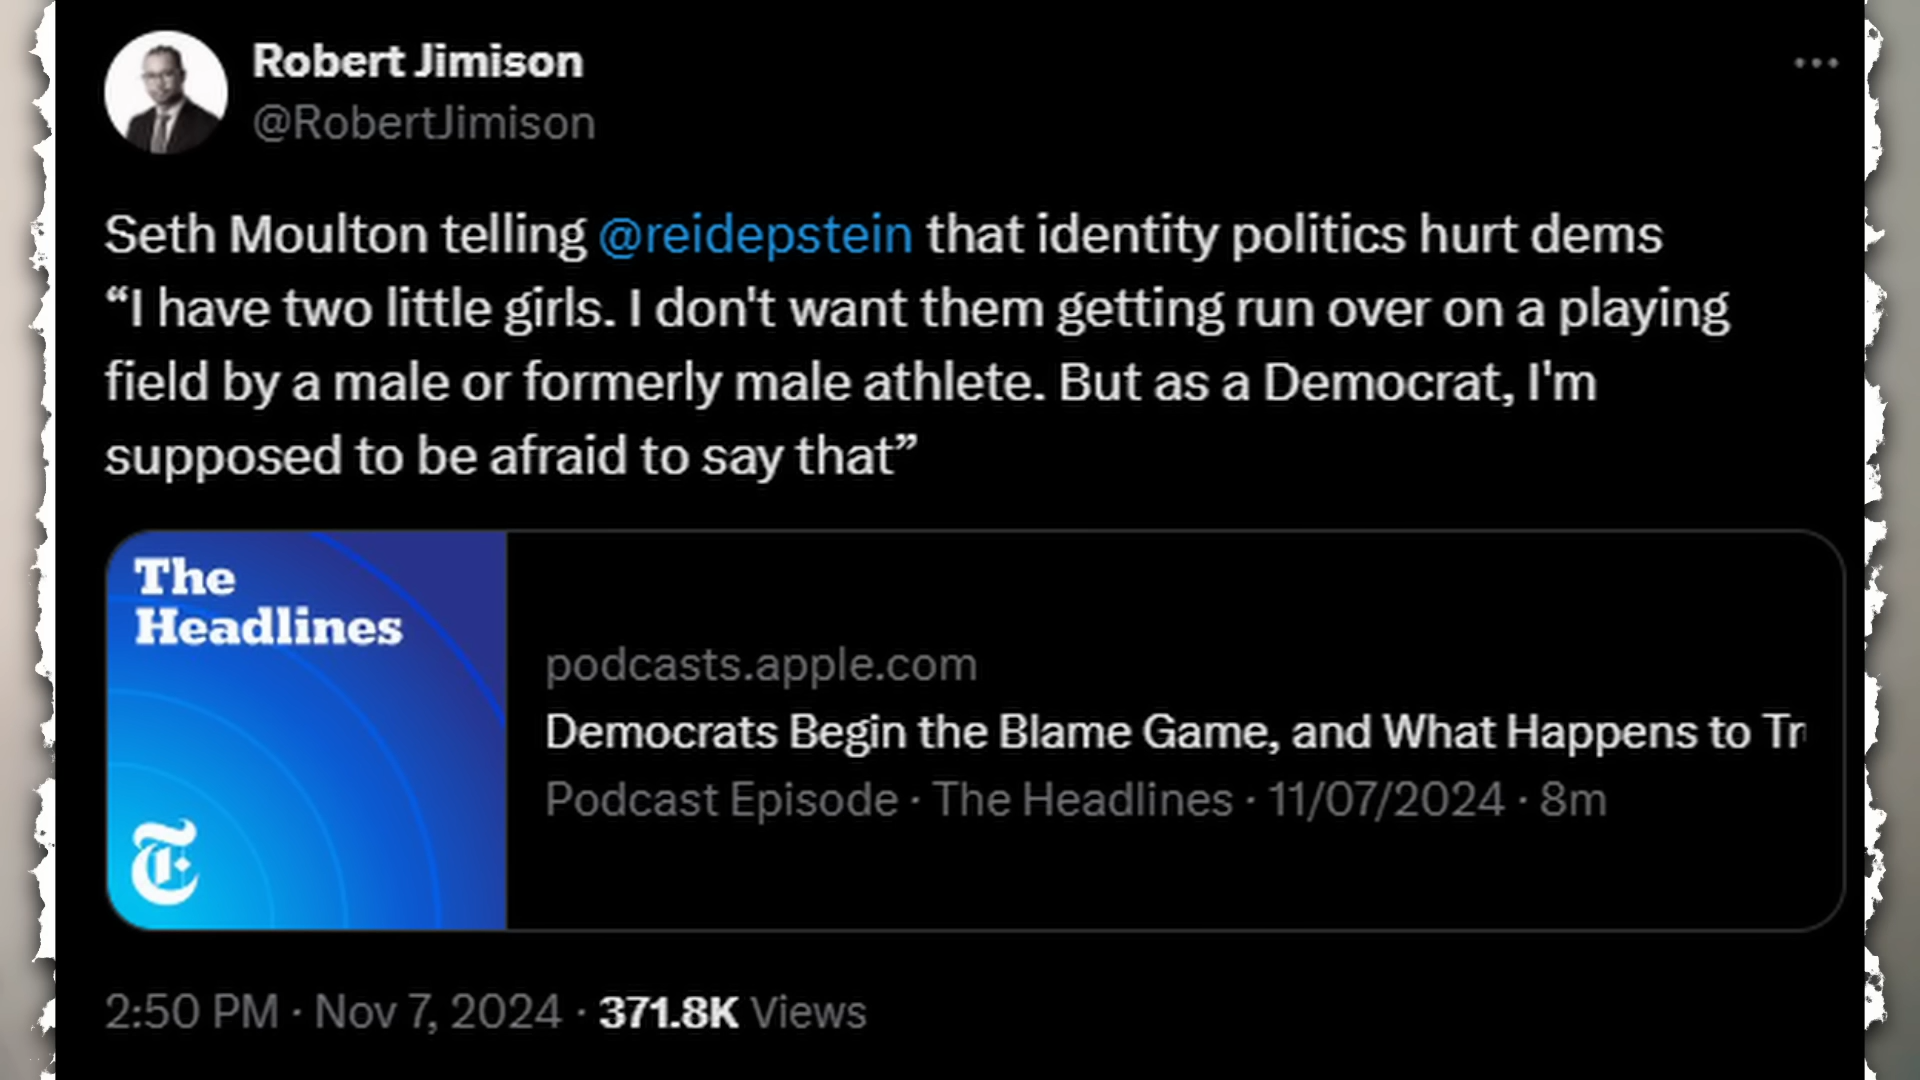 Robert Jimison
@RobertJimison
Seth Moulton telling @reidepstein that identity politics hurt dems
“I have two little girls. I don't want them getting run over on a playing
field by a male or formerly male athlete. But as a Democrat, I'm
supposed to be afraid to say that”
The
Headlines
podcasts.apple.com
Democrats Begin the Blame Game, and What Happens to
Podcast Episode · The Headlines · 11/07/2024 · 8m
T
2:50 PM · Nov 7, 2024 · 371.8K Views